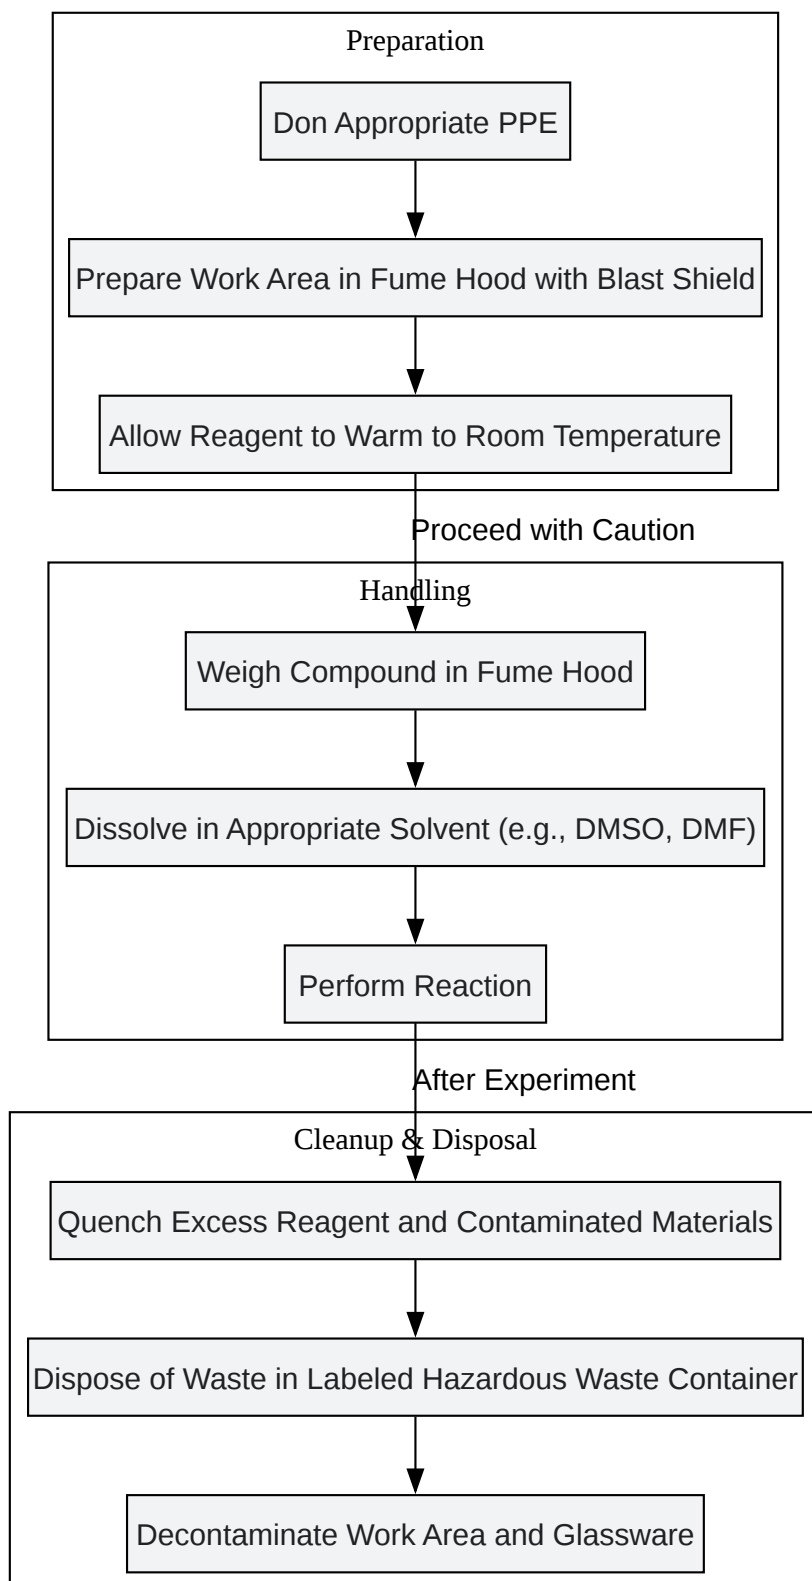 Preparation
Don Appropriate PPE
Prepare Work Area in Fume Hood with Blast Shield
Allow Reagent to Warm to Room Temperature
Proceed with Caution
Handling
Weigh Compound in Fume Hood
Dissolve in Appropriate Solvent (e.g., DMSO, DMF)
Perform Reaction
After Experiment
Cleanup & Disposal
Quench Excess Reagent and Contaminated Materials
Dispose of Waste in Labeled Hazardous Waste Container
Decontaminate Work Area and Glassware